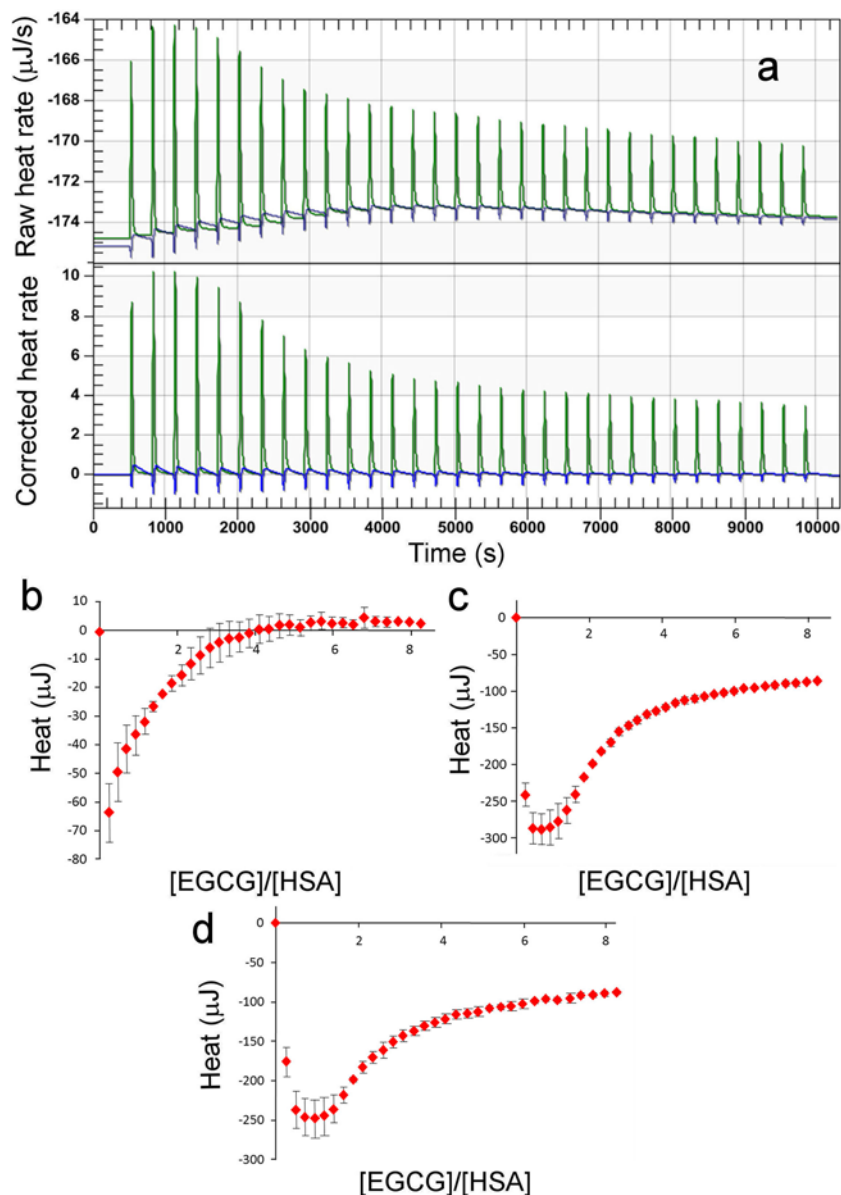 a
Raw heat rate (μJ/s)
-164
-166
-168
-170
-172
-174
Corrected heat rate
10
8
6
4
2
0
0 1000 2000 3000 4000 5000 6000 7000 8000 9000 10000
Time (s)
b
Heat (μJ)
10
0
-10
-20
-30
-40
-50
-60
-70
-80
2 4 6 8
[EGCG]/[HSA]
c
Heat (μJ)
0
-50
-100
-150
-200
-250
-300
2 4 6 8
[EGCG]/[HSA]
d
Heat (μJ)
0
-50
-100
-150
-200
-250
-300
2 4 6 8
[EGCG]/[HSA]